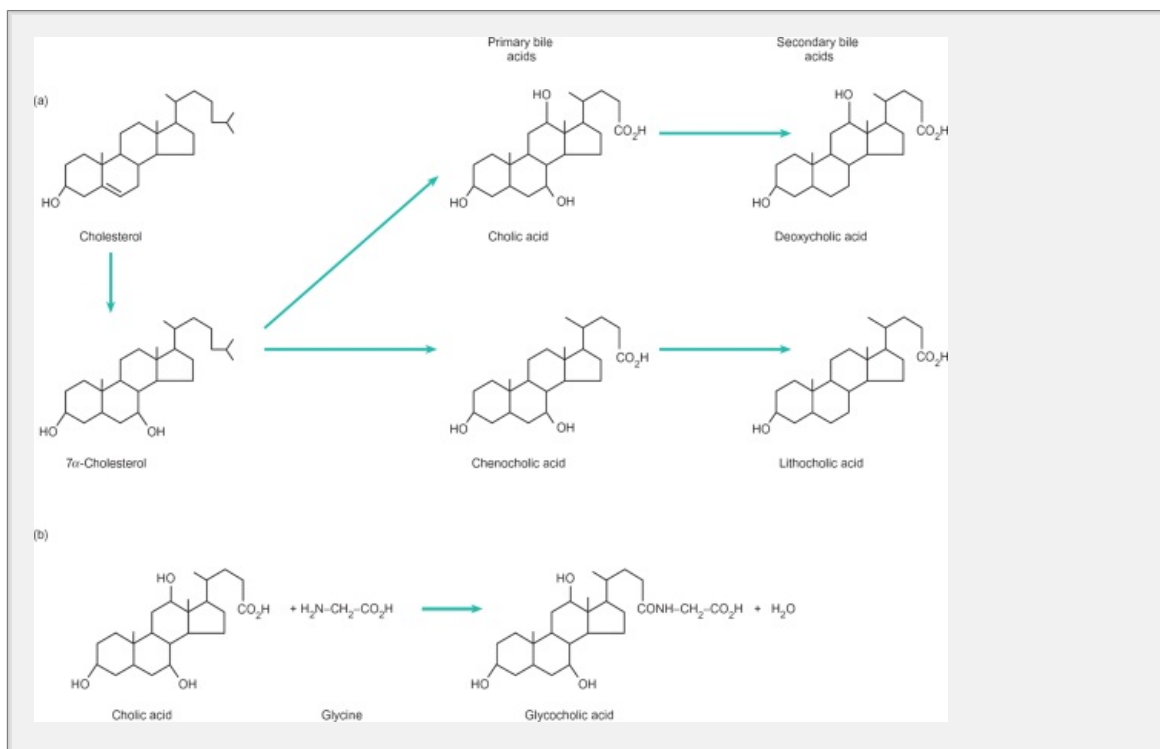 Primary bile
acids
Secondary bile
acids
(a)
HO
HO
CO₂H
HO
CO₂H
HO
HO
OH
HO
Cholesterol
Cholic acid
Deoxycholic acid
CO₂H
CO₂H
HO
OH
HO
OH
HO
7α-Cholesterol
Chenocholic acid
Lithocholic acid
(b)
HO
CO₂H
+ H₂N–CH₂–CO₂H
HO
CONH–CH₂–CO₂H + H₂O
HO
OH
HO
OH
Cholic acid
Glycine
Glycocholic acid